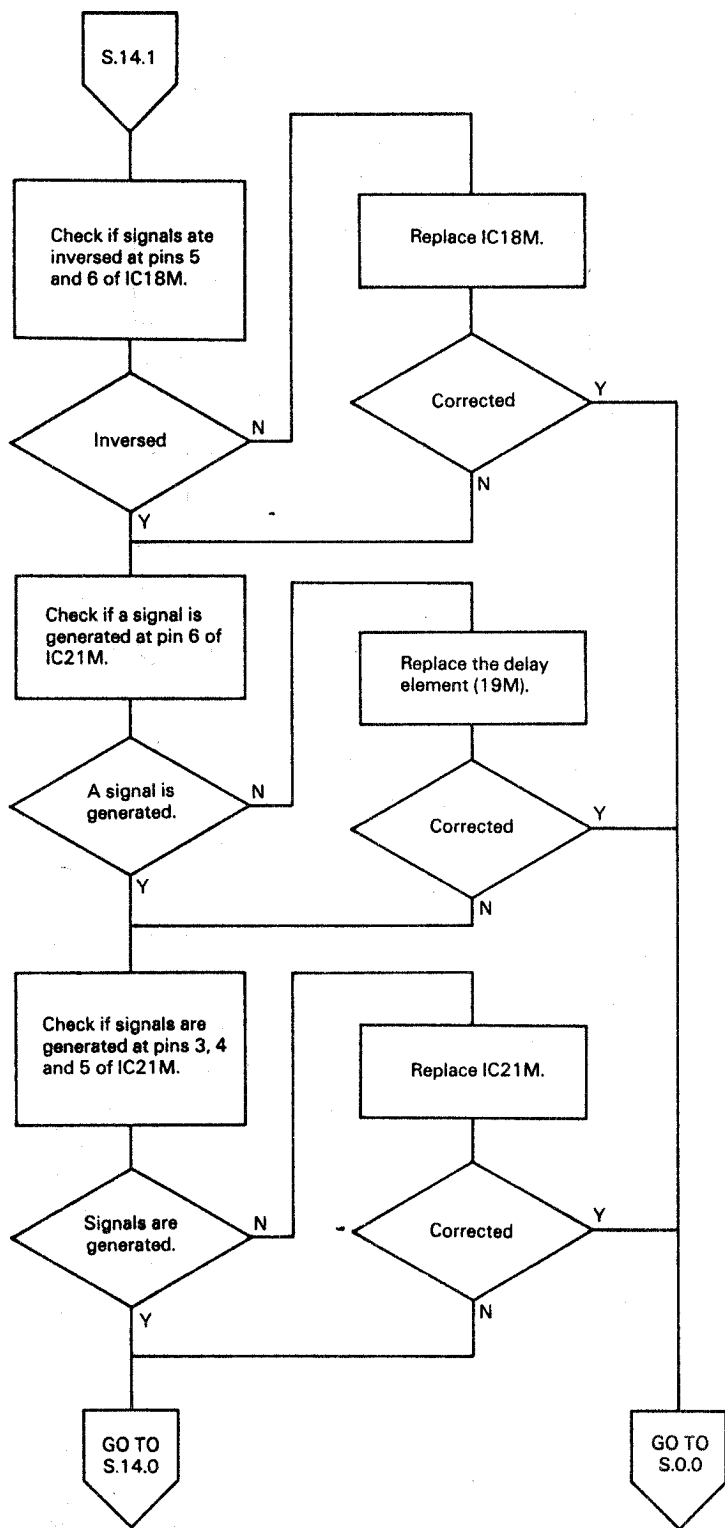 S.14.1
Check if signals ate
inversed at pins 5
and 6 of IC18M.
Replace IC18M.
Inversed
N
Y
Corrected
Y
N
Check if a signal is
generated at pin 6 of
IC21M.
Replace the delay
element (19M).
A signal is
generated.
N
Y
Corrected
Y
N
Check if signals are
generated at pins 3, 4
and 5 of IC21M.
Replace IC21M.
Signals are
generated.
N
Y
Corrected
Y
N
GO TO
S.14.0
GO TO
S.0.0